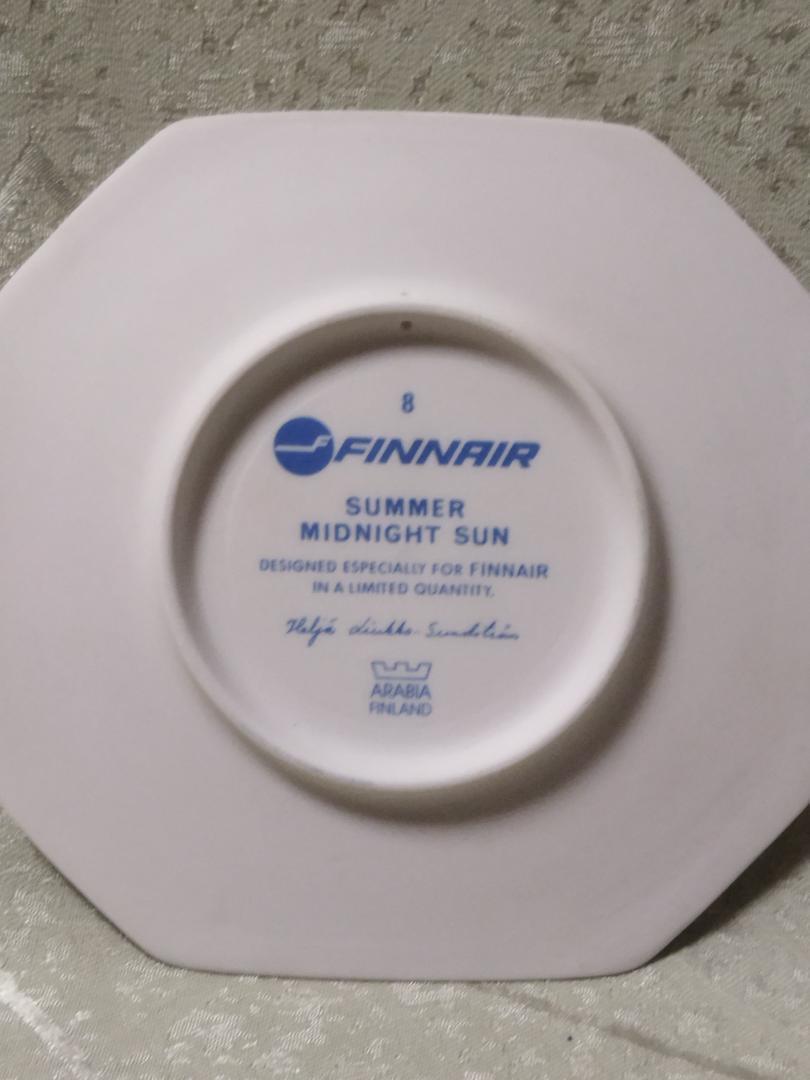 8
FINNAIR
SUMMER
MIDNIGHT SUN
DESIGNED ESPECIALLY FOR FINNAIR
IN A LIMITED QUANTITY.
Heljä Liukko-Sundström
ARABIA
FINLAND